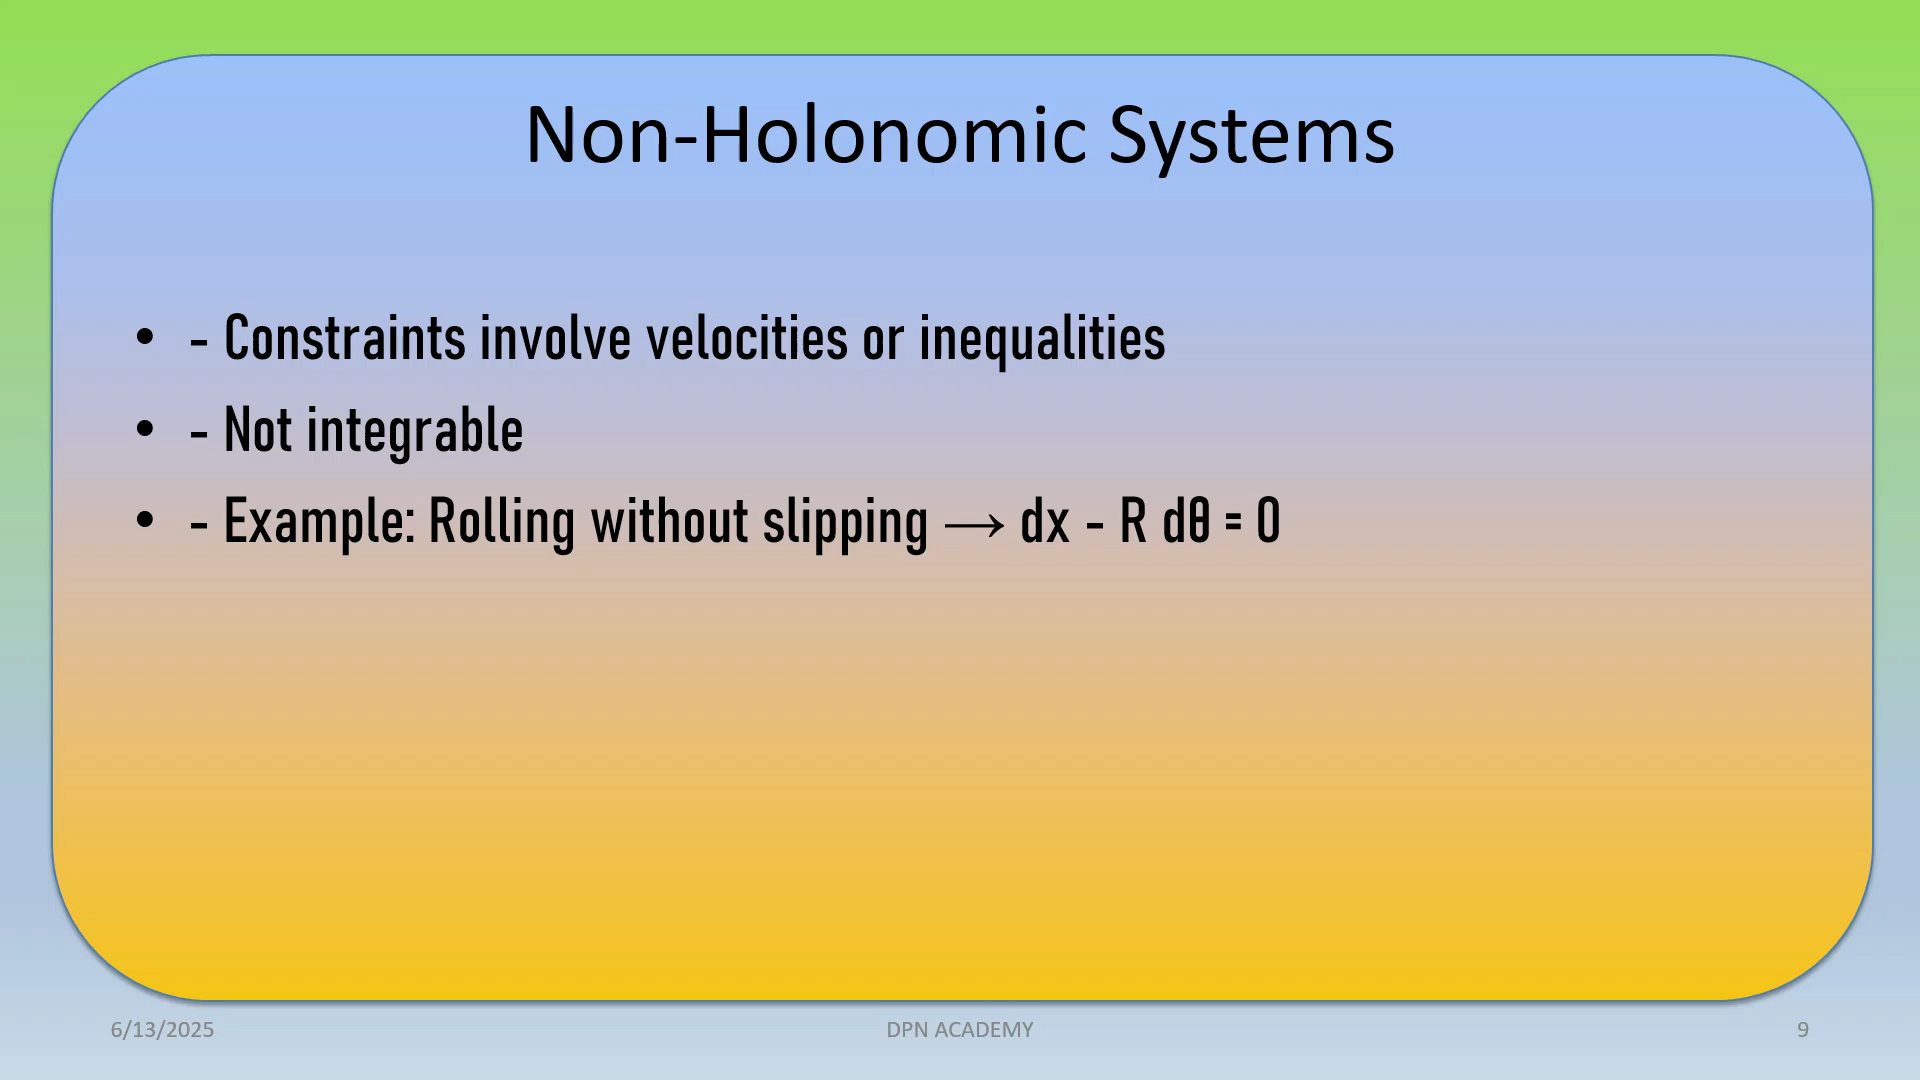 Non-Holonomic Systems
• - Constraints involve velocities or inequalities
• - Not integrable
• - Example: Rolling without slipping → dx - R dθ = 0
6/13/2025
DPN ACADEMY
9